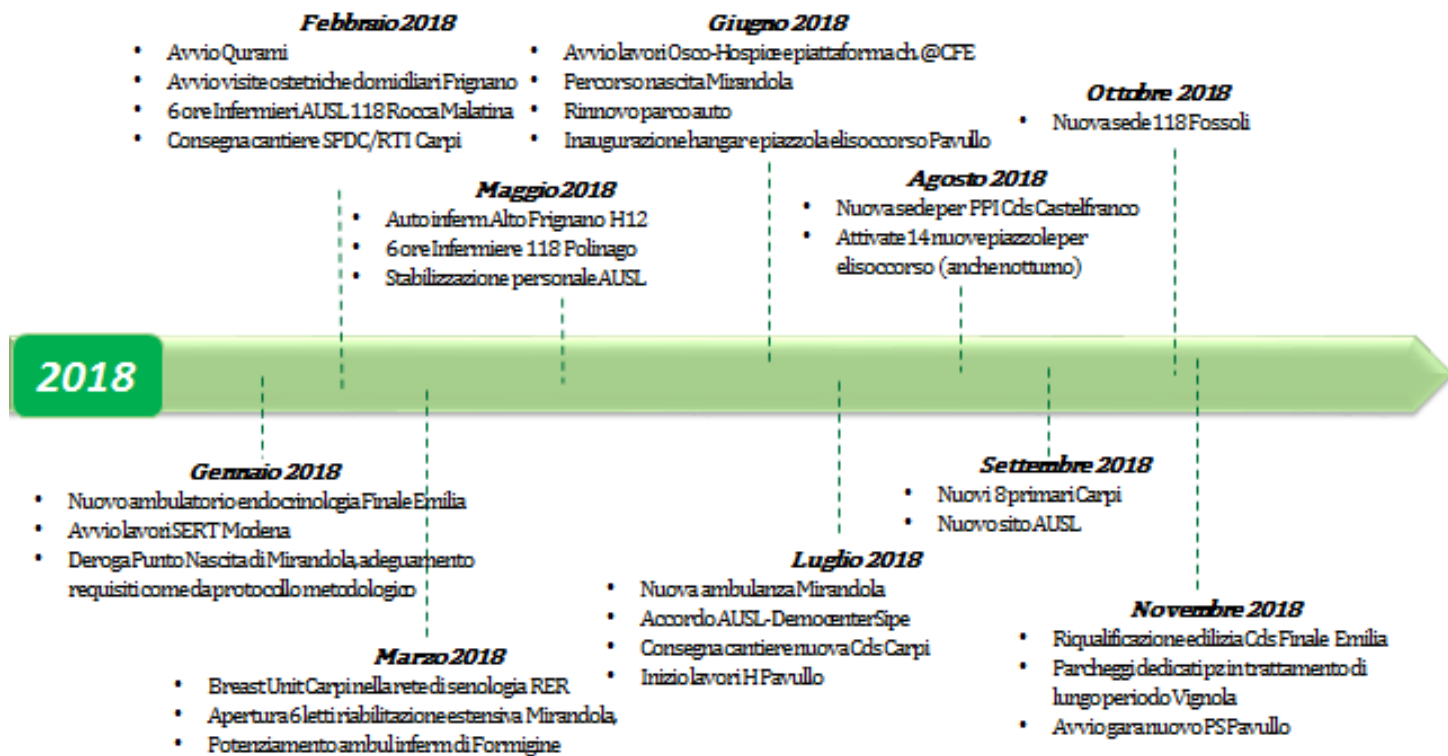 Febbraio 2018
• Avvio Qurami
• Avvio visite ostetriche domiciliari Frignano
• 6 ore Infermieri AUSL 118 Rocca Malatina
• Consegna cantiere SPDC/RTI Carpi
Giugno 2018
• Avvio lavori Osco-Hospice e piattaforma ch. @CFE
• Percorso nascita Mirandola
• Rinnovo parco auto
• Inaugurazione hangar e piazzola elisoccorso Pavullo
Ottobre 2018
• Nuova sede 118 Fossoli
Maggio 2018
• Auto inferm Alto Frignano H12
• 6 ore Infermiere 118 Polinago
• Stabilizzazione personale AUSL
Agosto 2018
• Nuova sede per PPI Cds Castelfranco
• Attivate 14 nuove piazzole per
elisoccorso (anche notturno)
2018
Gennaio 2018
• Nuovo ambulatorio endocrinologia Finale Emilia
• Avvio lavori SERT Modena
• Deroga Punto Nascita di Mirandola, adeguamento
requisiti come da protocollo metodologico
Marzo 2018
• Breast Unit Carpi nella rete di senologia RER
• Apertura 6 letti riabilitazione estensiva Mirandola,
• Potenziamento ambul inferm di Formigine
Luglio 2018
• Nuova ambulanza Mirandola
• Accordo AUSL-Democenter Sipe
• Consegna cantiere nuova Cds Carpi
• Inizio lavori H Pavullo
Settembre 2018
• Nuovi 8 primari Carpi
• Nuovo sito AUSL
Novembre 2018
• Riqualificazione edilizia Cds Finale Emilia
• Parcheggi dedicati pz in trattamento di
lungo periodo Vignola
• Avvio gara nuovo PS Pavullo